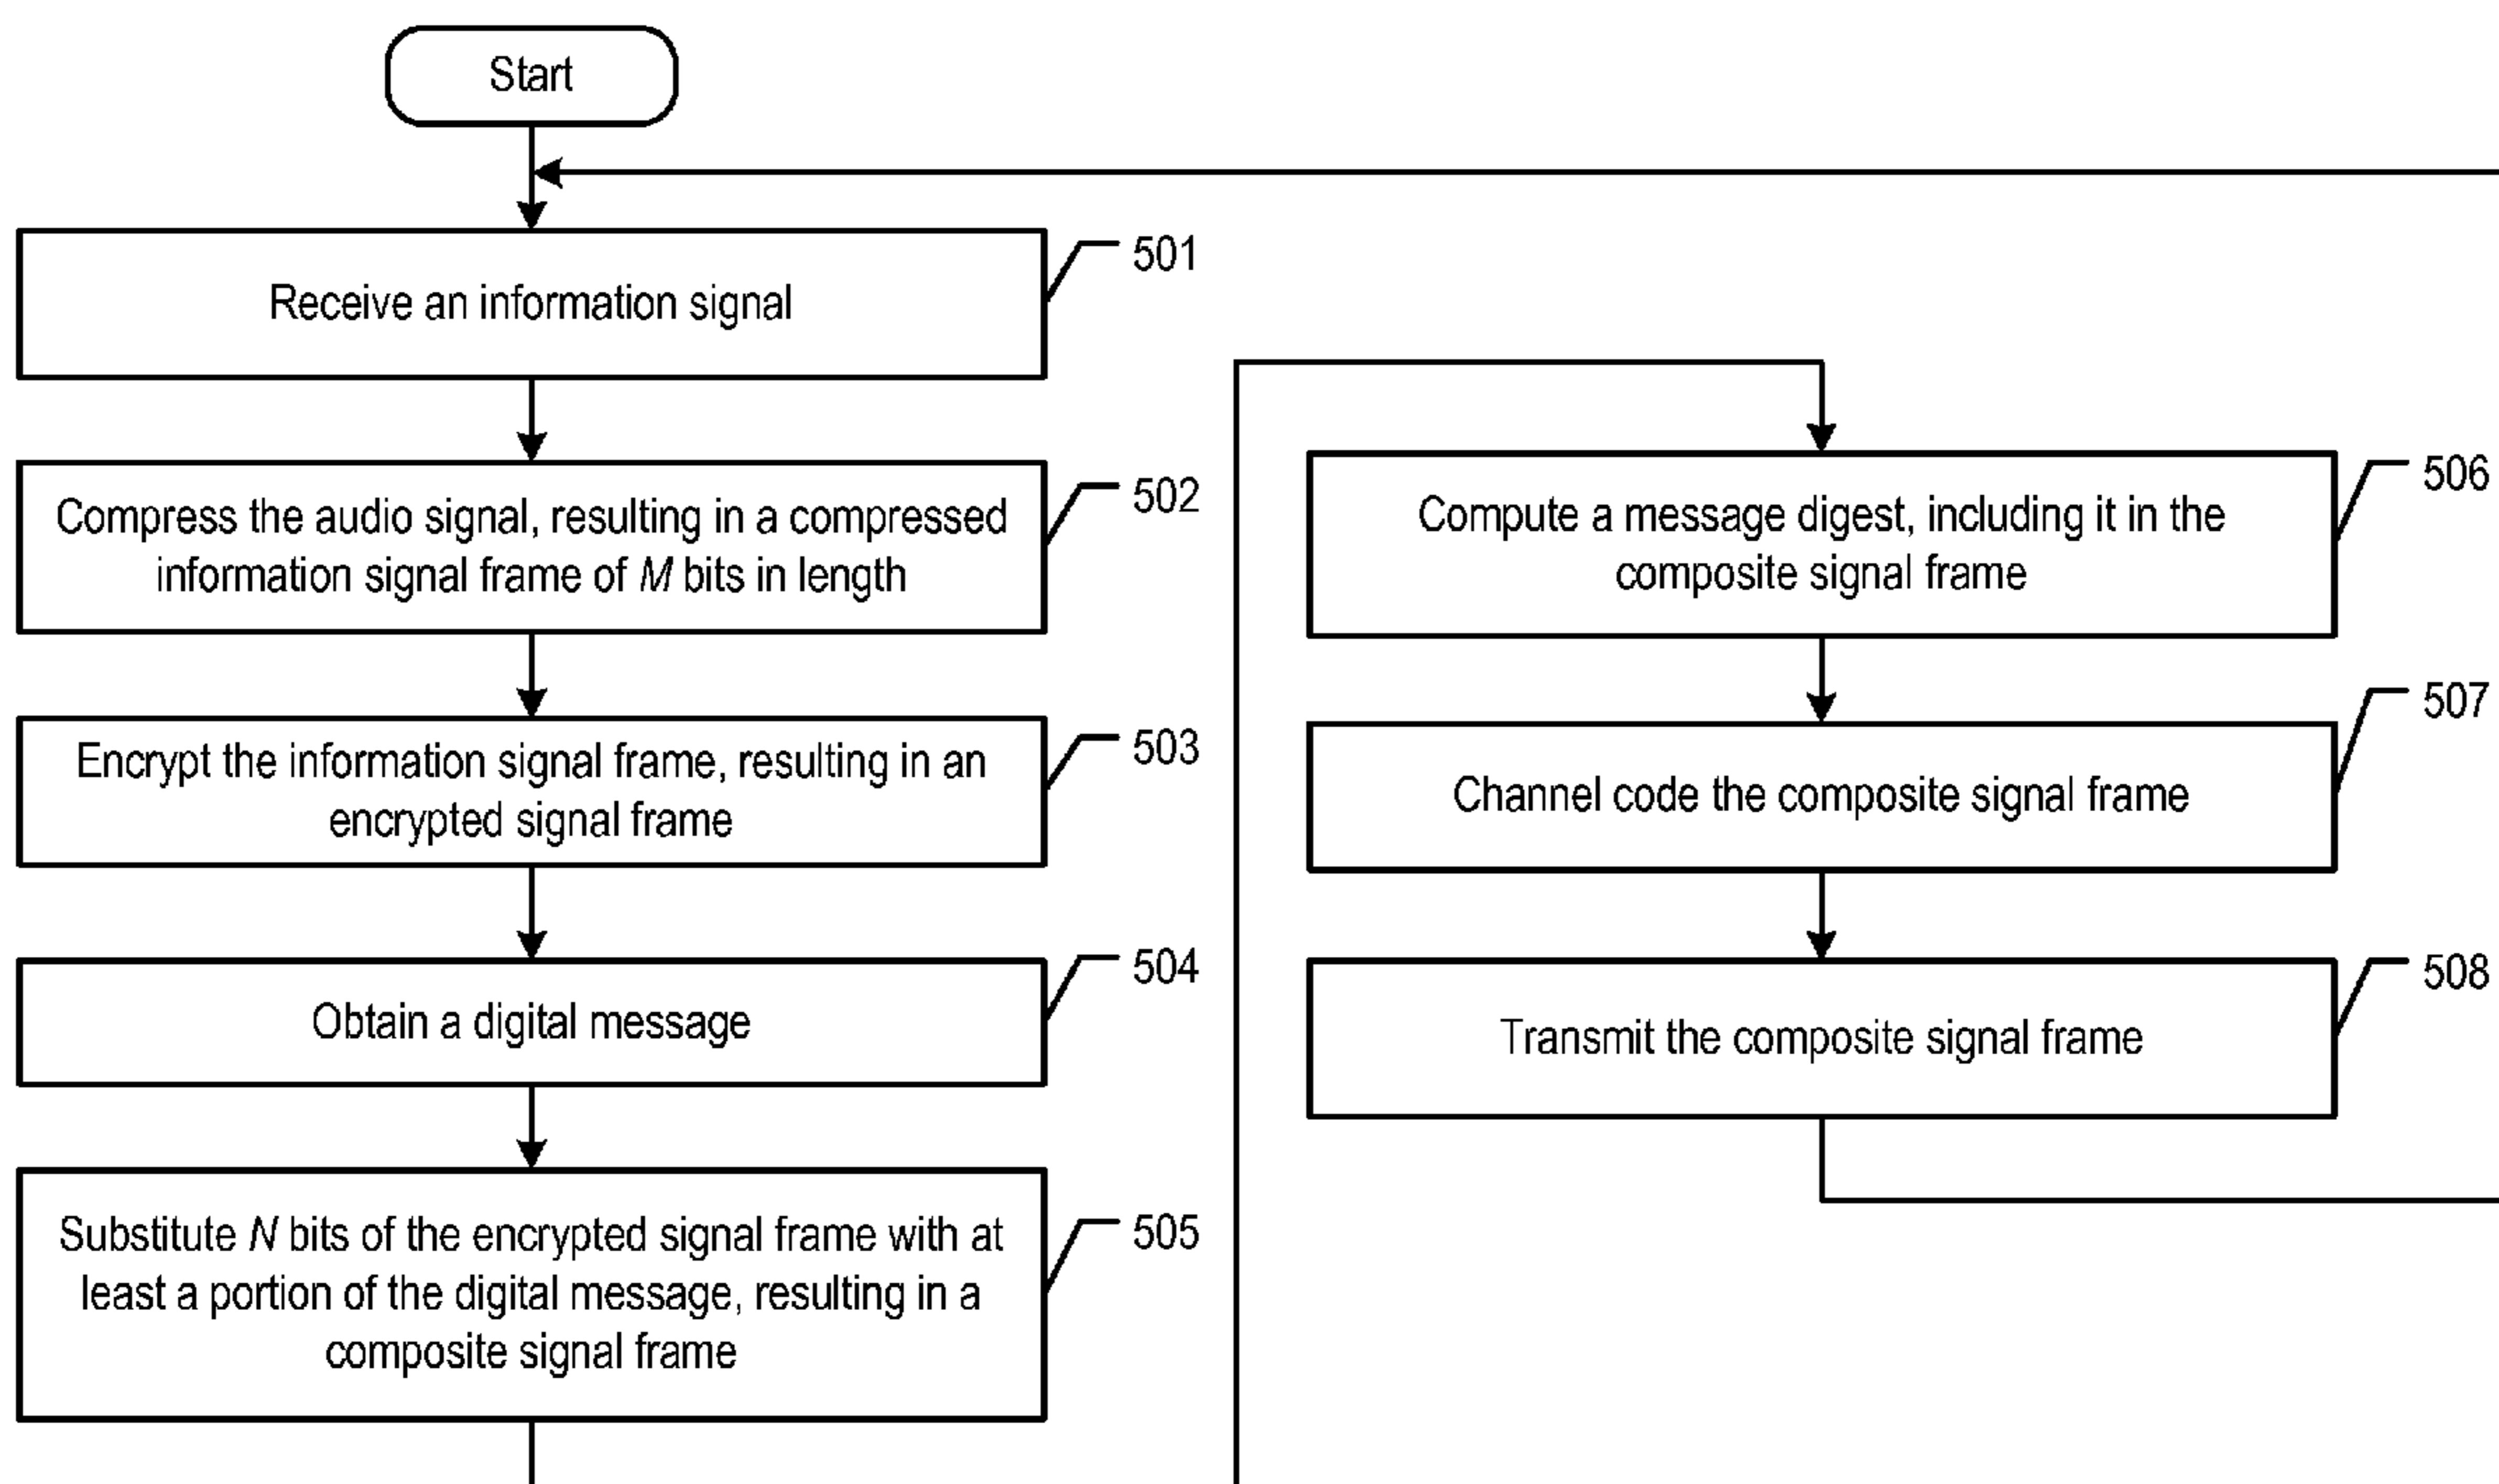 Start
Receive an information signal
501
Compress the audio signal, resulting in a compressed
information signal frame of M bits in length
502
Encrypt the information signal frame, resulting in an
encrypted signal frame
503
Obtain a digital message
504
Substitute N bits of the encrypted signal frame with at
least a portion of the digital message, resulting in a
composite signal frame
505
Compute a message digest, including it in the
composite signal frame
506
Channel code the composite signal frame
507
Transmit the composite signal frame
508